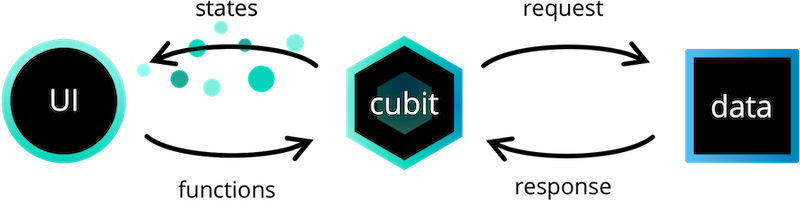 states
request
UI
cubit
data
functions
response